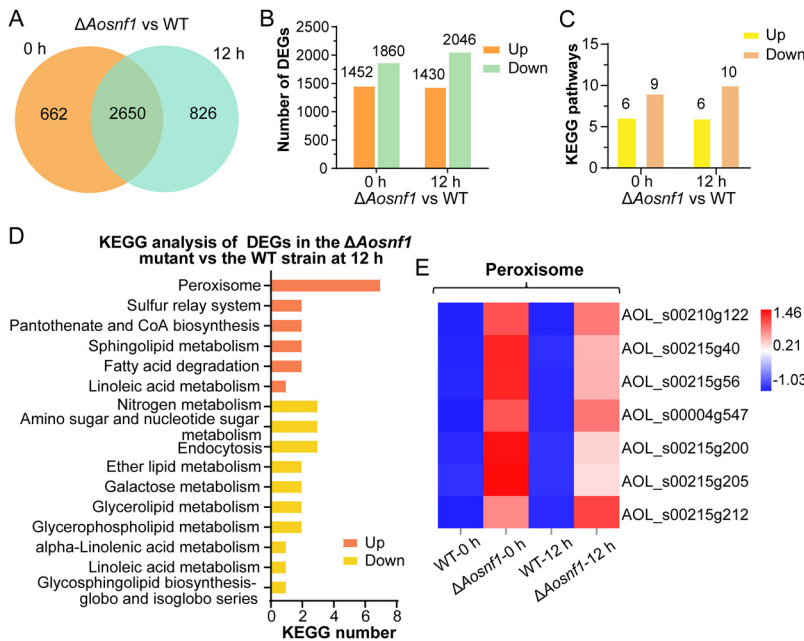 A
ΔAosnf1 vs WT
0 h
12 h
662
2650
826
B
Number of DEGs
2500
2000
1500
1000
500
0
1452
1860
1430
2046
Up
Down
0 h
12 h
ΔAosnf1 vs WT
C
KEGG pathways
15
10
5
0
6
9
6
10
Up
Down
0 h
12 h
ΔAosnf1 vs WT
D
KEGG analysis of DEGs in the ΔAosnf1
mutant vs the WT strain at 12 h
Peroxisome
Sulfur relay system
Pantothenate and CoA biosynthesis
Sphingolipid metabolism
Fatty acid degradation
Linoleic acid metabolism
Nitrogen metabolism
Amino sugar and nucleotide sugar
metabolism
Endocytosis
Ether lipid metabolism
Galactose metabolism
Glycerolipid metabolism
Glycerophospholipid metabolism
alpha-Linolenic acid metabolism
Linoleic acid metabolism
Glycosphingolipid biosynthesis-
globo and isoglobo series
Up
Down
0 2 4 6 8
KEGG number
E
Peroxisome
AOL_s00210g122
AOL_s00215g40
AOL_s00215g56
AOL_s00004g547
AOL_s00215g200
AOL_s00215g205
AOL_s00215g212
1.46
0.21
-1.03
WT-0 h
ΔAosnf1-0 h
WT-12 h
ΔAosnf1-12 h